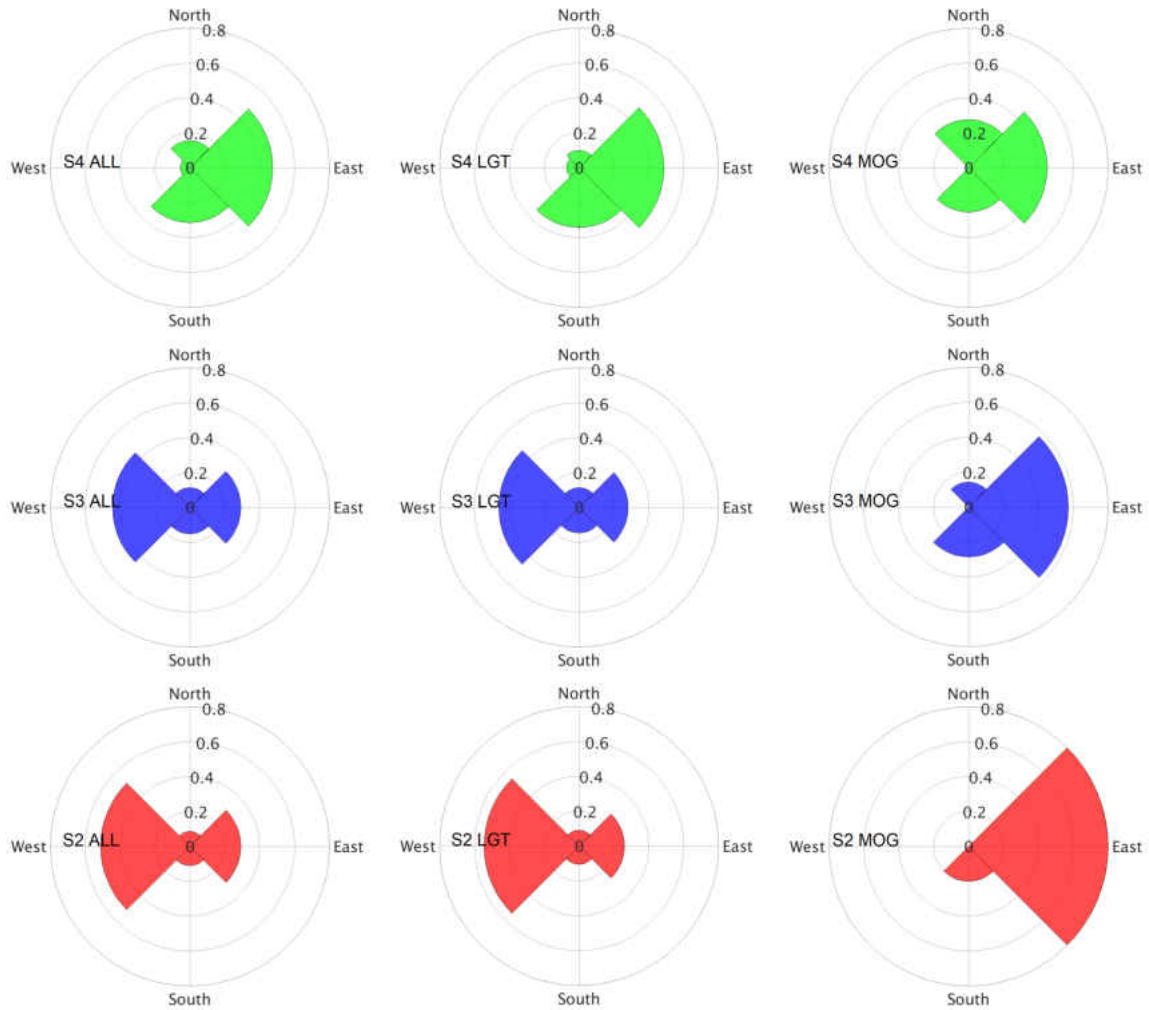 North North North
0.8 0.8 0.8
0.6 0.6 0.6
0.4 0.4 0.4
0.2 0.2 0.2
West S4 ALL 0 East West S4 LGT 0 East West S4 MOG 0 East
South South South
North North North
0.8 0.8 0.8
0.6 0.6 0.6
0.4 0.4 0.4
0.2 0.2 0.2
West S3 ALL 0 East West S3 LGT 0 East West S3 MOG 0 East
South South South
North North North
0.8 0.8 0.8
0.6 0.6 0.6
0.4 0.4 0.4
0.2 0.2 0.2
West S2 ALL 0 East West S2 LGT 0 East West S2 MOG 0 East
South South South